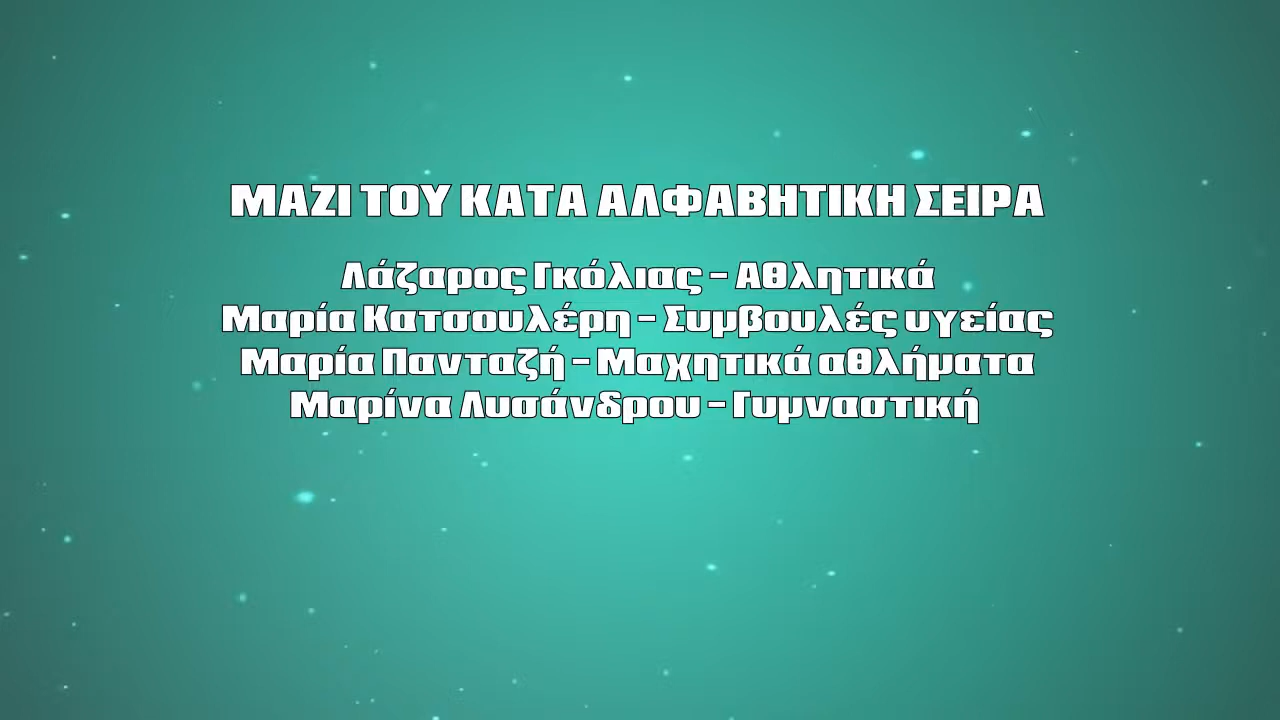 ΜΑΖΙ ΤΟΥ ΚΑΤΑ ΑΛΦΑΒΗΤΙΚΗ ΣΕΙΡΑ
Λάζαρος Γκόλιας - Αθλητικά
Μαρία Κατσουλέρη - Συμβουλές υγείας
Μαρία Πανταζή - Μαχητικά αθλήματα
Μαρίνα Λυσάνδρου - Γυμναστική